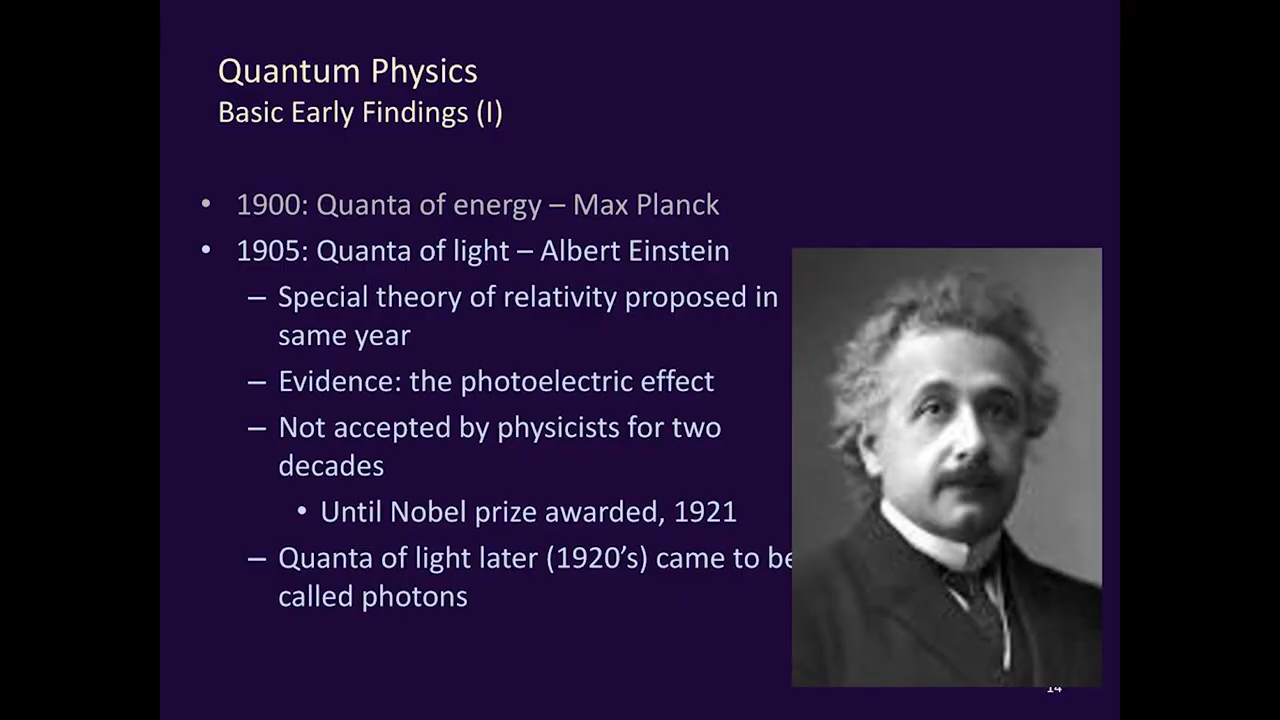 Quantum Physics
Basic Early Findings (I)
• 1900: Quanta of energy – Max Planck
• 1905: Quanta of light – Albert Einstein
– Special theory of relativity proposed in
same year
– Evidence: the photoelectric effect
– Not accepted by physicists for two
decades
• Until Nobel prize awarded, 1921
– Quanta of light later (1920’s) came to be
called photons
14